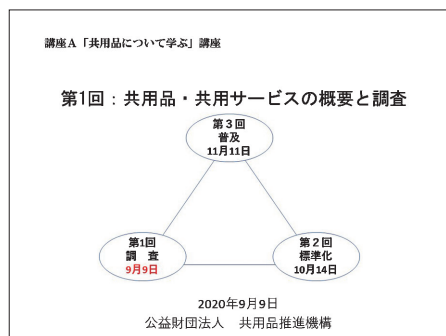 講座A「共用品について学ぶ」講座
第1回：共用品・共用サービスの概要と調査
第3回
普及
11月11日
第1回
調　査
9月9日
第2回
標準化
10月14日
2020年9月9日
公益財団法人　共用品推進機構